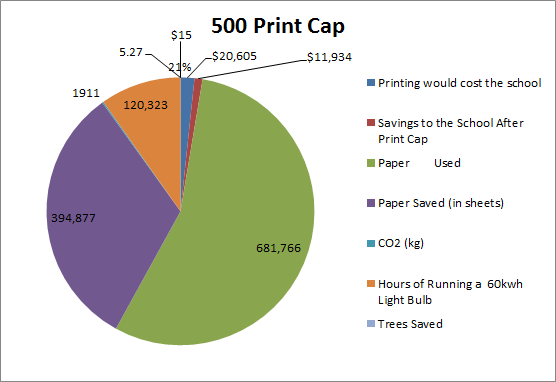 500 Print Cap
$15
5.27
21%
$20,605
$11,934
1911
120,323
394,877
681,766
Printing would cost the school
Savings to the School After
Print Cap
Paper Used
Paper Saved (in sheets)
CO2 (kg)
Hours of Running a 60kwh
Light Bulb
Trees Saved